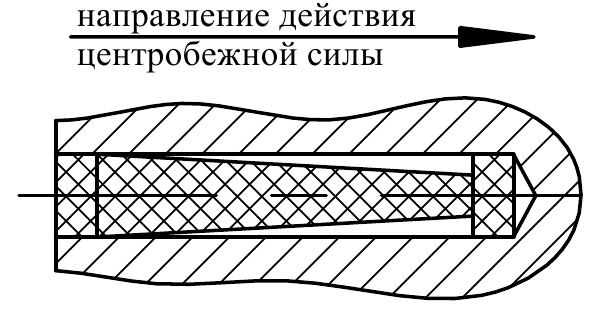 направление действия
центробежной силы